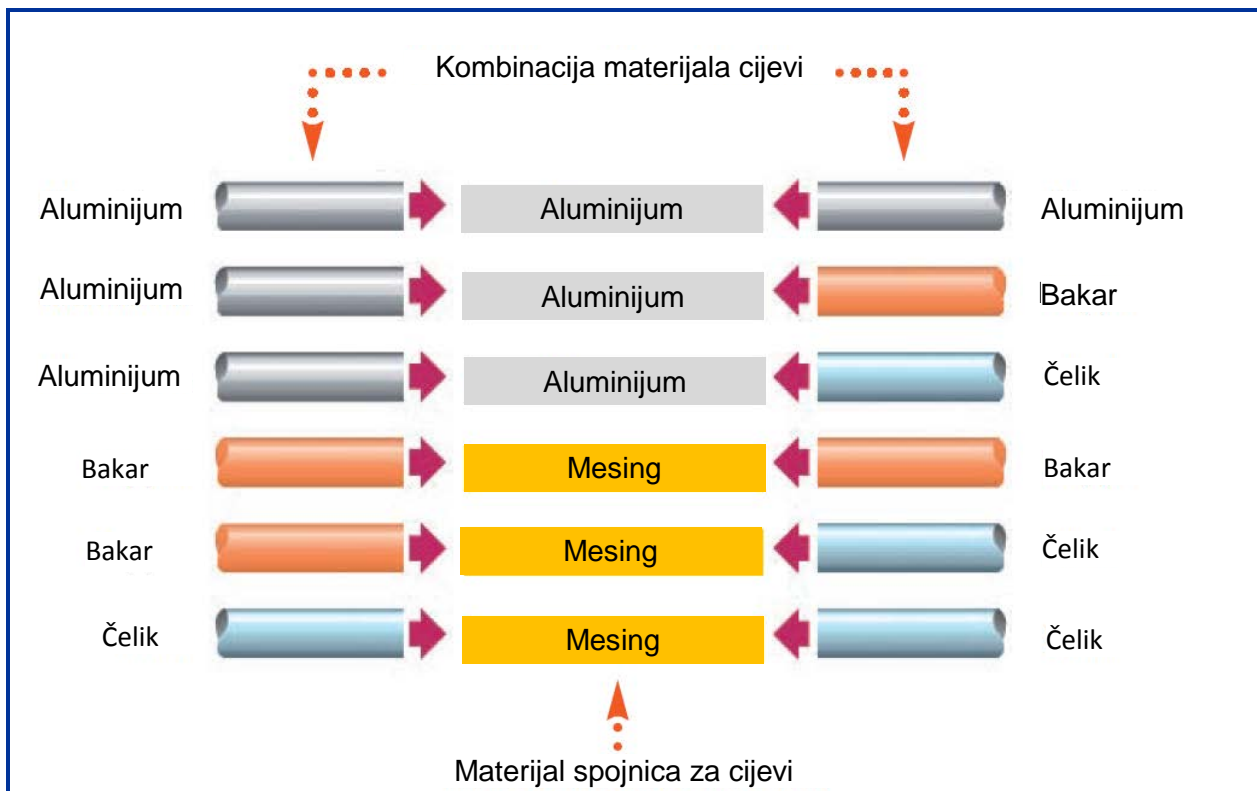 Kombinacija materijala cijevi
Aluminijum Aluminijum Aluminijum
Aluminijum Aluminijum Bakar
Aluminijum Aluminijum Čelik
Bakar Mesing Bakar
Bakar Mesing Čelik
Čelik Mesing Čelik
Materijal spojnica za cijevi